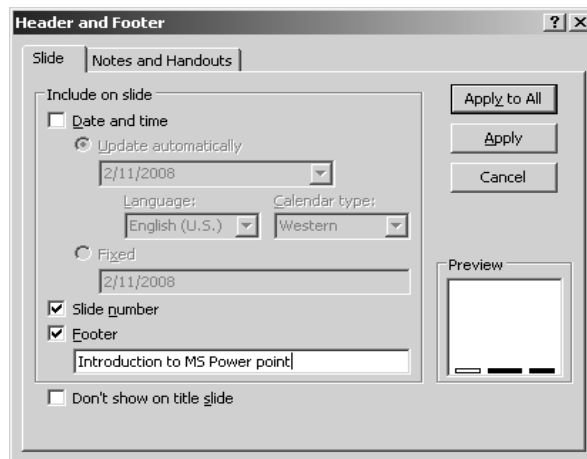 Header and Footer
Slide
Notes and Handouts
Include on slide
Date and time
Update automatically
2/11/2008
Language:
Calendar type:
English (U.S.)
Western
Fixed
2/11/2008
Slide number
Footer
Introduction to MS Power point
Don't show on title slide
Apply to All
Apply
Cancel
Preview